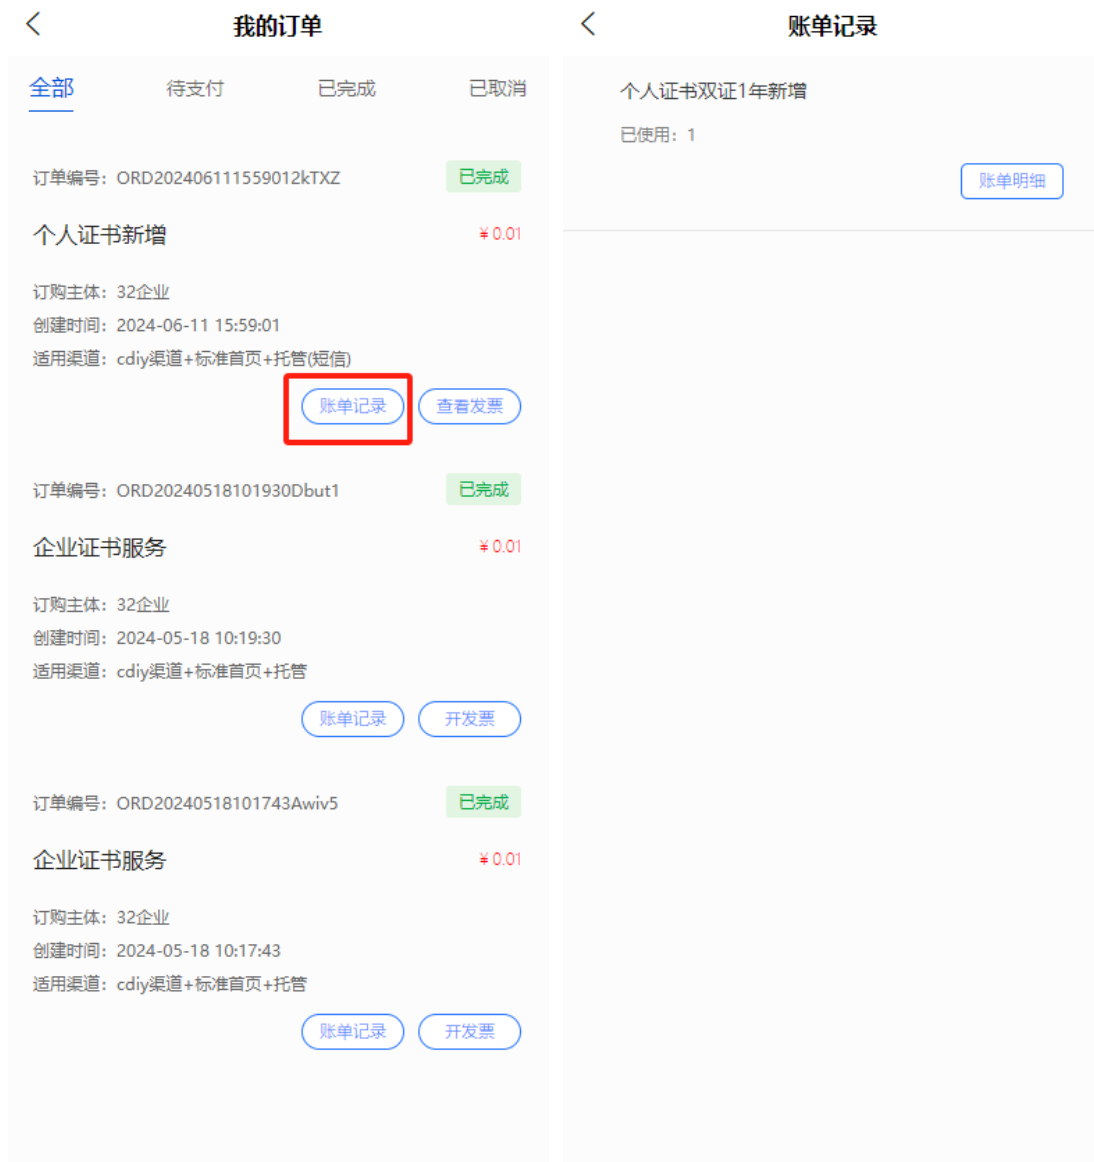 我的订单
全部 待支付 已完成 已取消
订单编号：ORD202406111559012kTXZ 已完成
个人证书新增 ¥0.01
订购主体：32企业
创建时间：2024-06-11 15:59:01
适用渠道：cdiy渠道+标准首页+托管(短信)
账单记录 查看发票
订单编号：ORD20240518101930Dbut1 已完成
企业证书服务 ¥0.01
订购主体：32企业
创建时间：2024-05-18 10:19:30
适用渠道：cdiy渠道+标准首页+托管
账单记录 开发票
订单编号：ORD20240518101743Awiv5 已完成
企业证书服务 ¥0.01
订购主体：32企业
创建时间：2024-05-18 10:17:43
适用渠道：cdiy渠道+标准首页+托管
账单记录 开发票
账单记录
个人证书双证1年新增
已使用：1
账单明细